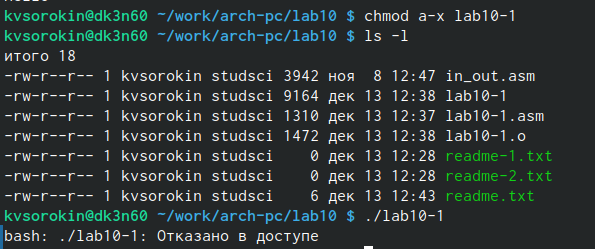 kvsorokin@dk3n60 ~/work/arch-pc/lab10 $ chmod a-x lab10-1
kvsorokin@dk3n60 ~/work/arch-pc/lab10 $ ls -l
итого 18
-rw-r--r-- 1 kvsorokin studsci 3942 ноя  8 12:47 in_out.asm
-rw-r--r-- 1 kvsorokin studsci 9164 дек 13 12:38 lab10-1
-rw-r--r-- 1 kvsorokin studsci 1310 дек 13 12:37 lab10-1.asm
-rw-r--r-- 1 kvsorokin studsci 1472 дек 13 12:38 lab10-1.o
-rw-r--r-- 1 kvsorokin studsci    0 дек 13 12:28 readme-1.txt
-rw-r--r-- 1 kvsorokin studsci    0 дек 13 12:28 readme-2.txt
-rw-r--r-- 1 kvsorokin studsci    6 дек 13 12:43 readme.txt
kvsorokin@dk3n60 ~/work/arch-pc/lab10 $ ./lab10-1
bash: ./lab10-1: Отказано в доступе